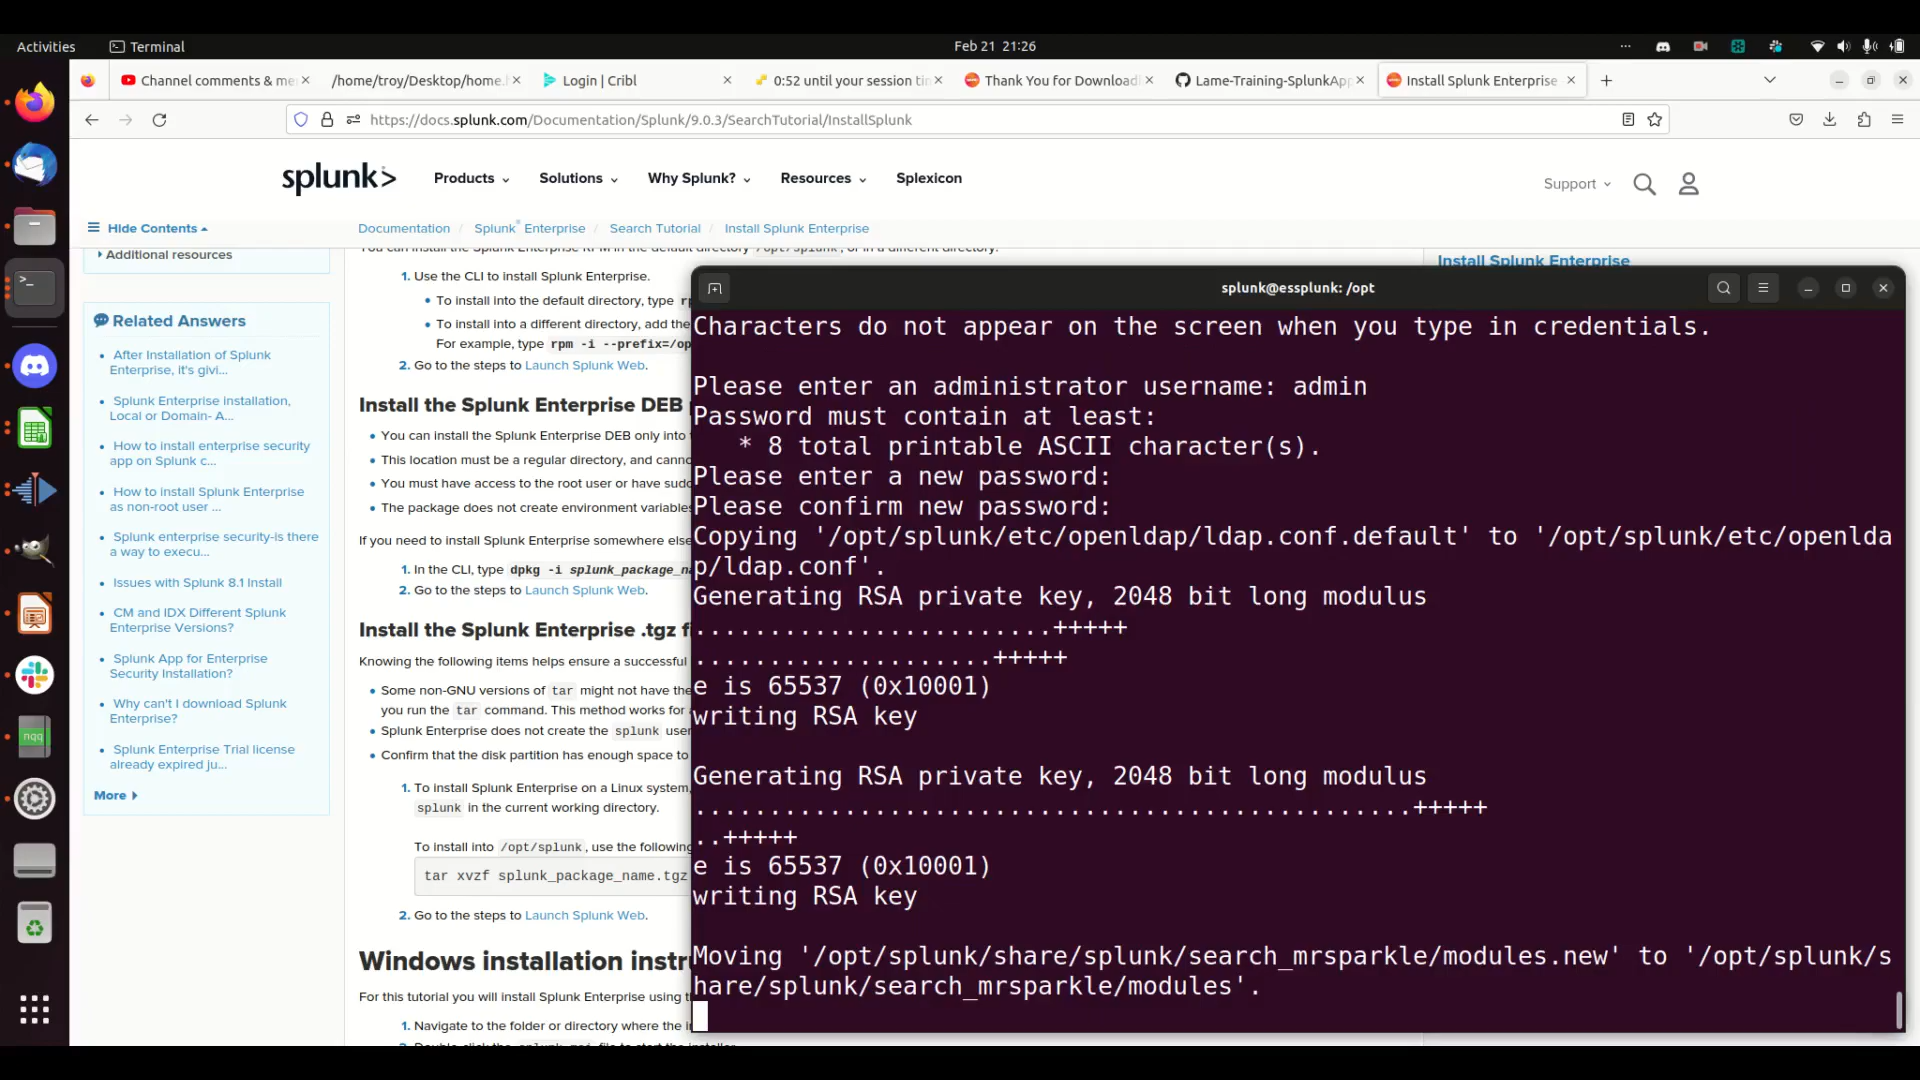 Activities
Terminal
Feb 21 21:26
Channel comments & me
/home/troy/Desktop/home.h
Login | Cribl
0:52 until your session tin
Thank You for Downloadi
Lame-Training-SplunkApp
Install Splunk Enterprise
https://docs.splunk.com/Documentation/Splunk/9.0.3/SearchTutorial/InstallSplunk
splunk>
Products
Solutions
Why Splunk?
Resources
Splexicon
Support
Hide Contents
Documentation / Splunk® Enterprise / Search Tutorial / Install Splunk Enterprise
Additional resources
Related Answers
After Installation of Splunk
Enterprise, it's givi...
Splunk Enterprise installation,
Local or Domain- A...
How to install enterprise security
app on Splunk c...
How to install Splunk Enterprise
as non-root user ...
Splunk enterprise security-is there
a way to execu...
Issues with Splunk 8.1 Install
CM and IDX Different Splunk
Enterprise Versions?
Splunk App for Enterprise
Security Installation?
Why can't I download Splunk
Enterprise?
Splunk Enterprise Trial license
already expired ju...
More
You can install the Splunk Enterprise RPM in the default directory /opt/splunk, or in a different directory.
1. Use the CLI to install Splunk Enterprise.
To install into the default directory, type
To install into a different directory, add the
For example, type rpm -i --prefix=/op
2. Go to the steps to Launch Splunk Web.
Install the Splunk Enterprise DEB
You can install the Splunk Enterprise DEB only into
This location must be a regular directory, and
You must have access to the root user or have
The package does not create environment variables
If you need to install Splunk Enterprise somewhere
1. In the CLI, type dpkg -i splunk_package_na
2. Go to the steps to Launch Splunk Web.
Install the Splunk Enterprise .tgz
Knowing the following items helps ensure a successful
Some non-GNU versions of tar might not have the
you run the tar command. This method works for
Splunk Enterprise does not create the splunk user
Confirm that the disk partition has enough space to
1. To install Splunk Enterprise on a Linux system,
splunk in the current working directory.
To install into /opt/splunk, use the following
tar xvzf splunk_package_name.tgz
2. Go to the steps to Launch Splunk Web.
Windows installation instr
For this tutorial you will install Splunk Enterprise using
1. Navigate to the folder or directory where the
Install Splunk Enterprise
nqq
splunk@essplunk: /opt
Characters do not appear on the screen when you type in credentials.
Please enter an administrator username: admin
Password must contain at least:
* 8 total printable ASCII character(s).
Please enter a new password:
Please confirm new password:
Copying '/opt/splunk/etc/openldap/ldap.conf.default' to '/opt/splunk/etc/openlda
p/ldap.conf'.
Generating RSA private key, 2048 bit long modulus
........................+++++
....................+++++
e is 65537 (0x10001)
writing RSA key
Generating RSA private key, 2048 bit long modulus
................................................+++++
..+++++
e is 65537 (0x10001)
writing RSA key
Moving '/opt/splunk/share/splunk/search_mrsparkle/modules.new' to '/opt/splunk/s
hare/splunk/search_mrsparkle/modules'.